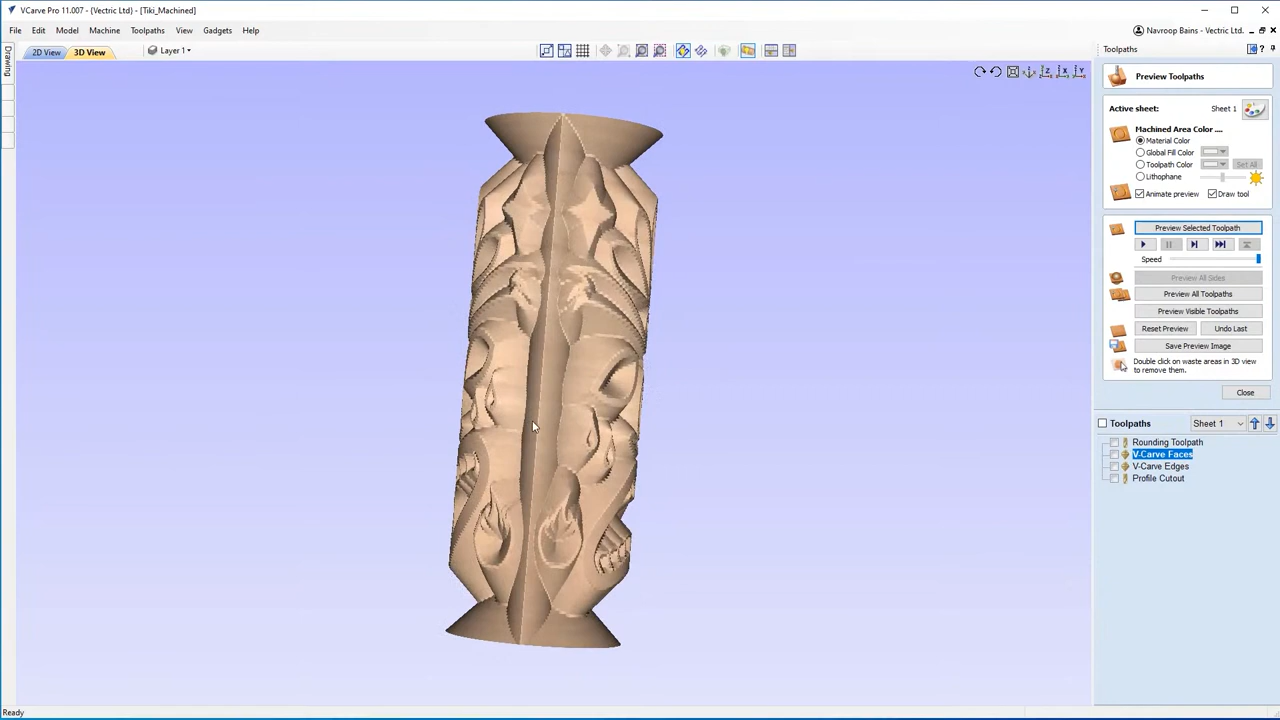 VCarve Pro 11.007 - {Vectric Ltd} - [Tiki_Machined]
File Edit Model Machine Toolpaths View Gadgets Help
Navroop Bains - Vectric Ltd.
2D View 3D View Layer 1
Toolpaths
Drawing
Z X Y
Preview Toolpaths
Active sheet: Sheet 1
Machined Area Color ....
Material Color
Global Fill Color
Toolpath Color Set All
Lithophane
Animate preview Draw tool
Preview Selected Toolpath
Speed
Preview All Sides
Preview All Toolpaths
Preview Visible Toolpaths
Reset Preview Undo Last
Save Preview Image
Double click on waste areas in 3D view
to remove them.
Close
Toolpaths Sheet 1
Rounding Toolpath
V-Carve Faces
V-Carve Edges
Profile Cutout
Ready